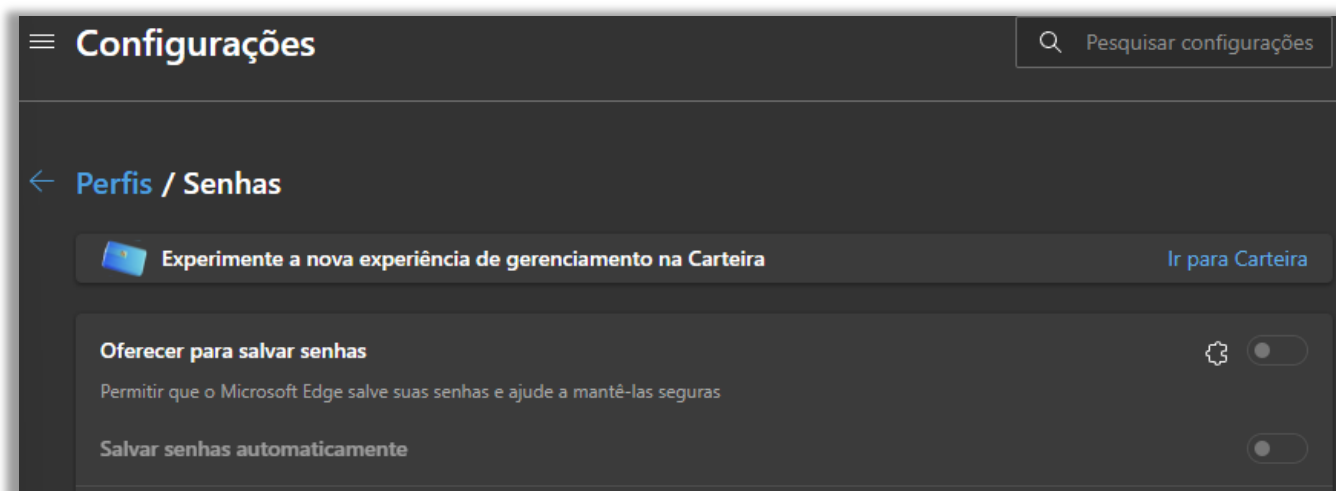 Configurações
Pesquisar configurações
Perfis / Senhas
Experimente a nova experiência de gerenciamento na Carteira
Ir para Carteira
Oferecer para salvar senhas
Permitir que o Microsoft Edge salve suas senhas e ajude a mantê-las seguras
Salvar senhas automaticamente